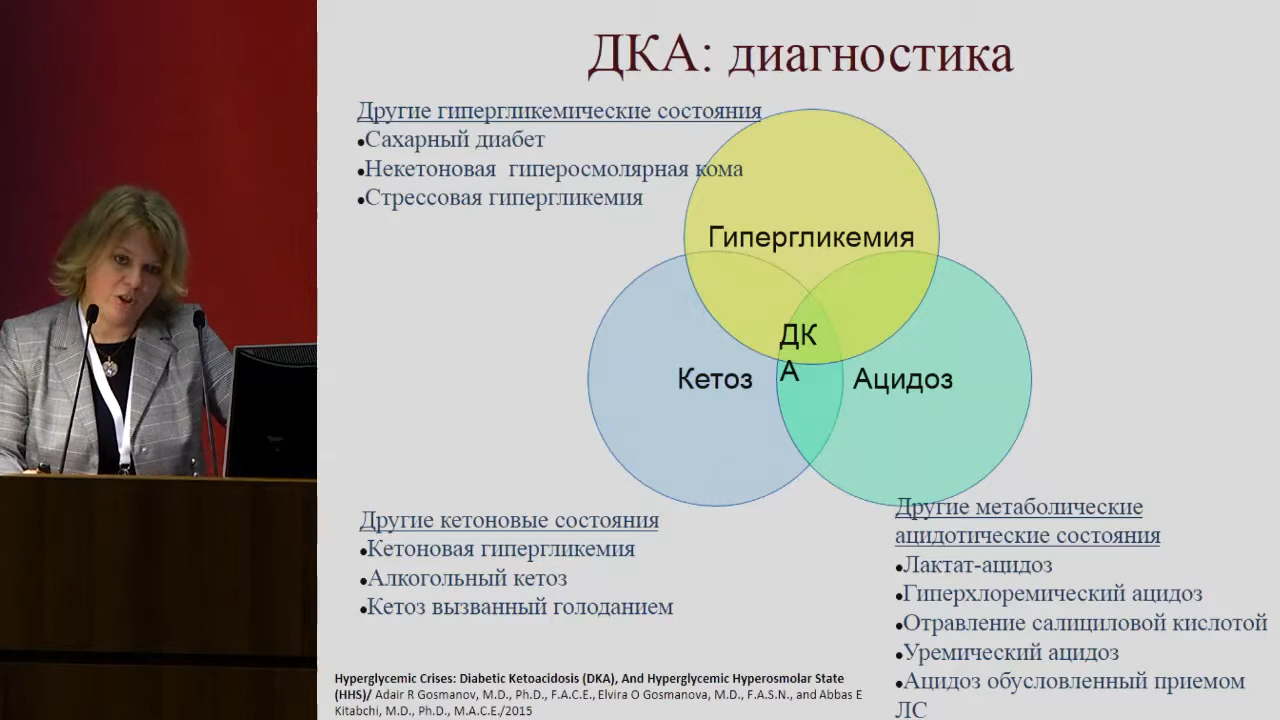 ДКА: диагностика
Другие гипергликемические состояния
•Сахарный диабет
•Некетоновая гиперосмолярная кома
•Стрессовая гипергликемия
Гипергликемия
ДК
А
Кетоз
Ацидоз
Другие кетоновые состояния
•Кетоновая гипергликемия
•Алкогольный кетоз
•Кетоз вызванный голоданием
Другие метаболические
ацидотические состояния
•Лактат-ацидоз
•Гиперхлоремический ацидоз
•Отравление салициловой кислотой
•Уремический ацидоз
•Ацидоз обусловленный приемом
ЛС
Hyperglycemic Crises: Diabetic Ketoacidosis (DKA), And Hyperglycemic Hyperosmolar State
(HHS)/ Adair R Gosmanov, M.D., Ph.D., F.A.C.E., Elvira O Gosmanova, M.D., F.A.S.N., and Abbas E
Kitabchi, M.D., Ph.D., M.A.C.E./2015